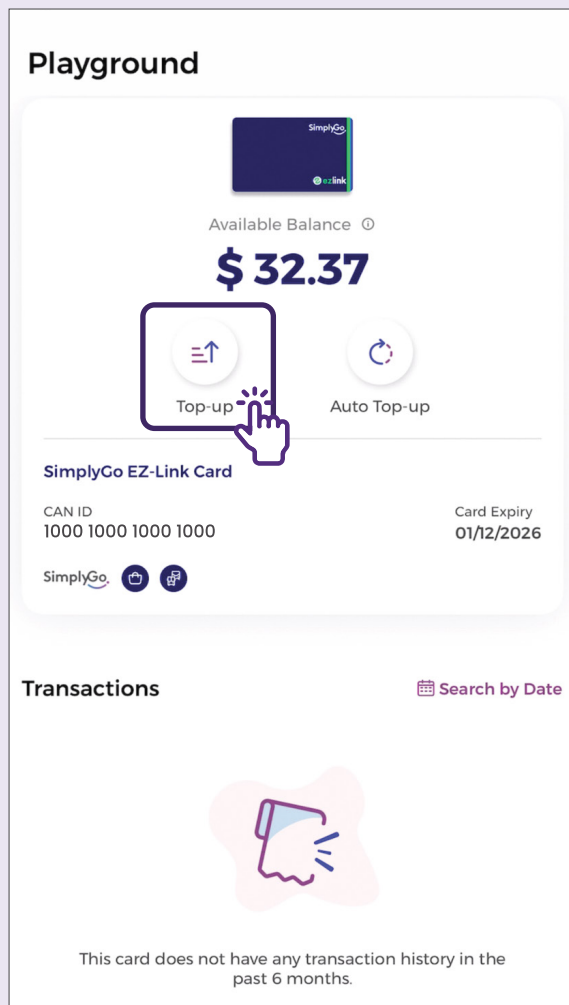 Playground
SimplyGo
ezlink
Available Balance
$ 32.37
Top-up
Auto Top-up
SimplyGo EZ-Link Card
CAN ID
Card Expiry
1000 1000 1000 1000
01/12/2026
SimplyGo.
Transactions
Search by Date
This card does not have any transaction history in the
past 6 months.